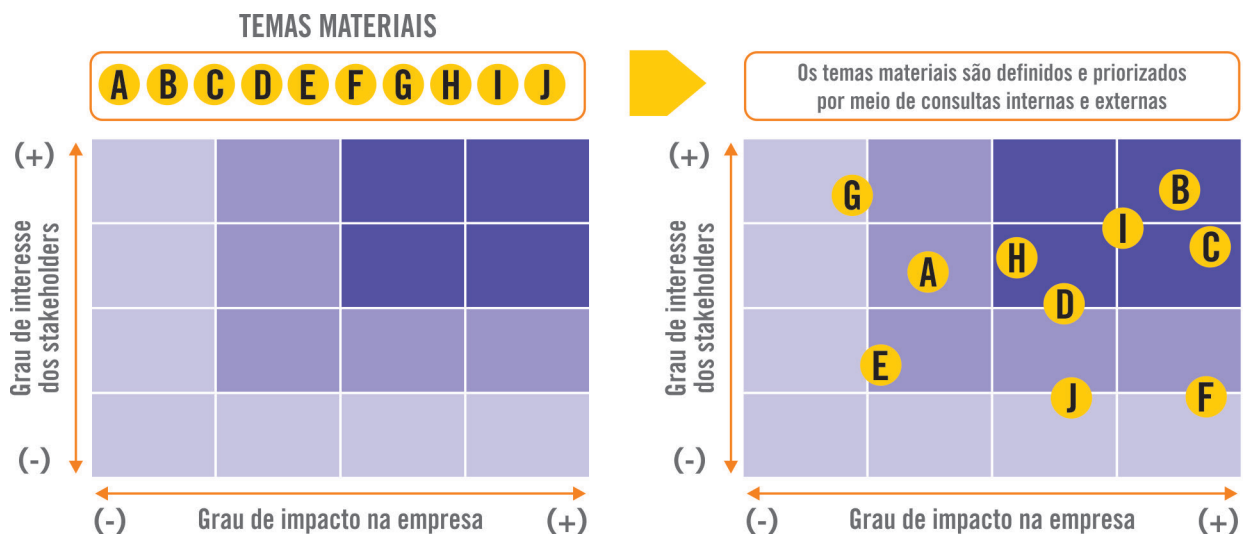 TEMAS MATERIAIS
A B C D E F G H I J
Os temas materiais são definidos e priorizados
por meio de consultas internas e externas
(+)
Grau de interesse
dos stakeholders
(-)
(-) Grau de impacto na empresa (+)
(+)
Grau de interesse
dos stakeholders
(-)
G
B
I
C
H
A
D
E
J
F
(-) Grau de impacto na empresa (+)